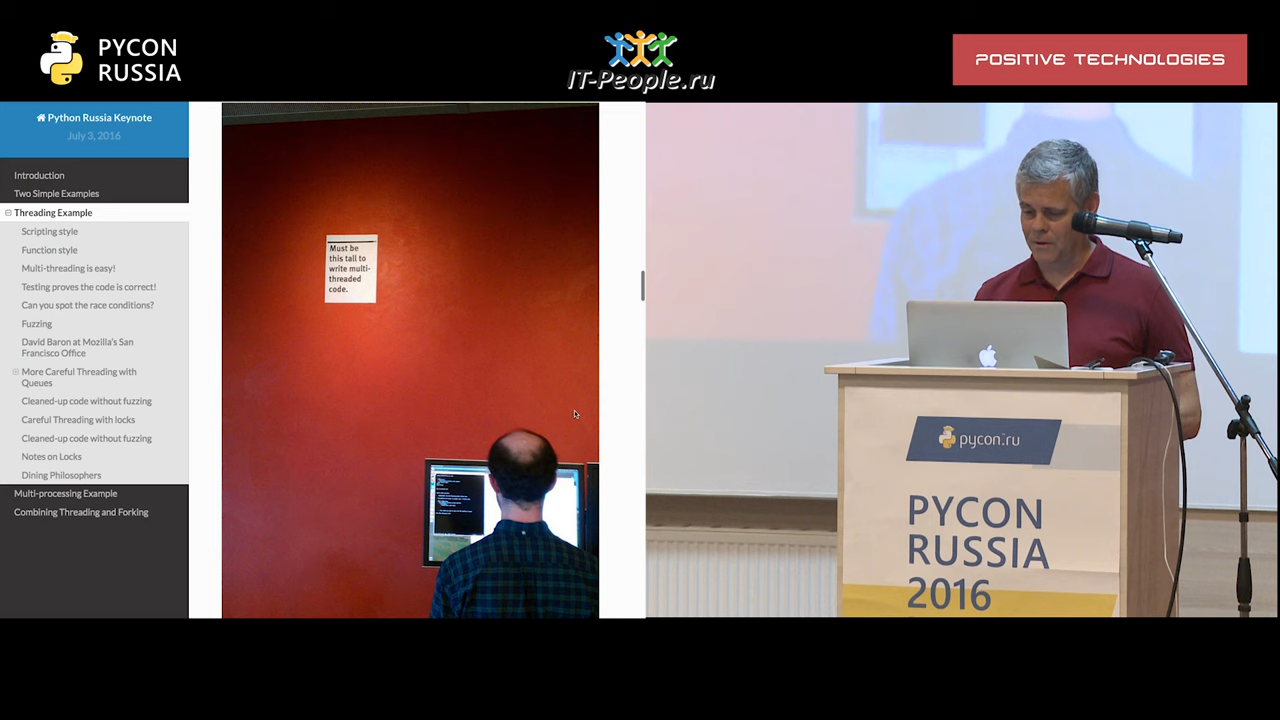 PYCON
RUSSIA
IT-People.ru
POSITIVE TECHNOLOGIES
Python Russia Keynote
July 3, 2016
Introduction
Two Simple Examples
Threading Example
Scripting style
Function style
Multi-threading is easy!
Testing proves the code is correct!
Can you spot the race conditions?
Fuzzing
David Baron at Mozilla's San
Francisco Office
More Careful Threading with
Queues
Cleaned-up code without fuzzing
Careful Threading with locks
Cleaned-up code without fuzzing
Notes on Locks
Dining Philosophers
Multi-processing Example
Combining Threading and Forking
Must be
this tall to
write multi-
threaded
code.
pycon.ru
PYCON
RUSSIA
2016